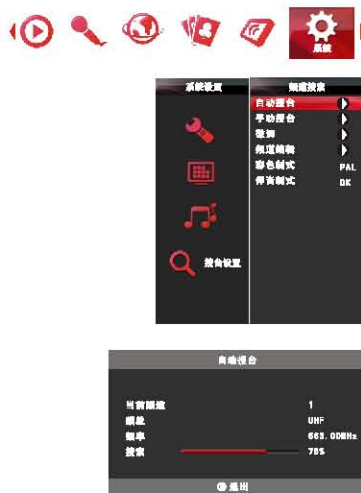 系统
系统设置
频道搜索
自动搜台
手动搜台
微调
频道编辑
彩色制式 PAL
伴音制式 DK
搜台设置
自动搜台
当前频道 1
频段 UHF
频率 663.00MHz
搜索 78%
退出